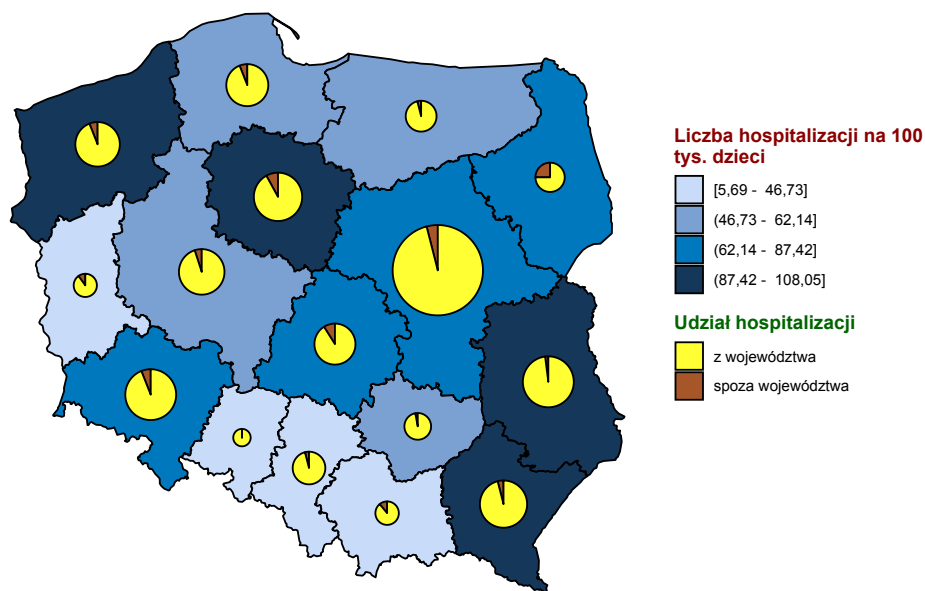 Liczba hospitalizacji na 100
tys. dzieci
[5,69 - 46,73]
(46,73 - 62,14]
(62,14 - 87,42]
(87,42 - 108,05]
Udział hospitalizacji
z województwa
spoza województwa